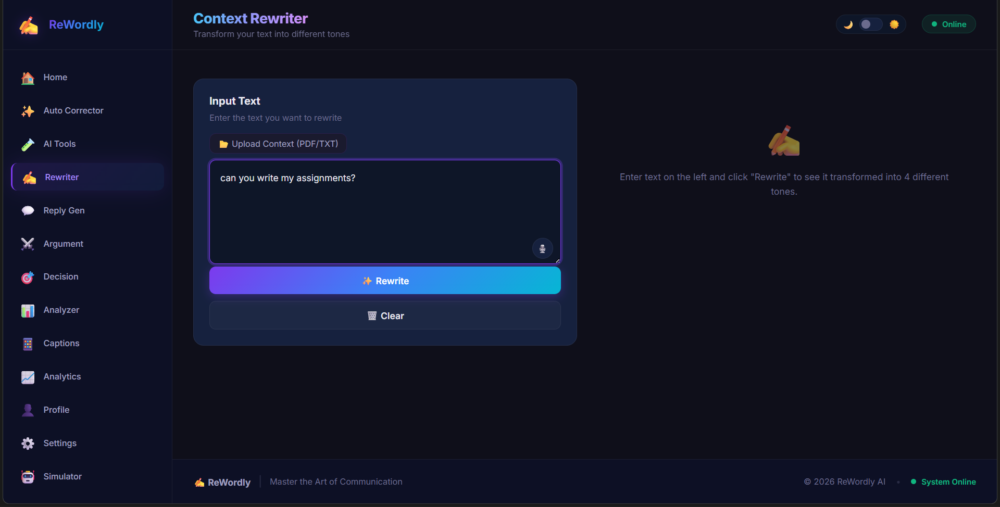 ReWordly
Context Rewriter
Transform your text into different tones
Online
Home
Auto Corrector
AI Tools
Rewriter
Reply Gen
Argument
Decision
Analyzer
Captions
Analytics
Profile
Settings
Simulator
Input Text
Enter the text you want to rewrite
Upload Context (PDF/TXT)
can you write my assignments?
Rewrite
Clear
Enter text on the left and click "Rewrite" to see it transformed into 4 different
tones.
ReWordly
Master the Art of Communication
© 2026 ReWordly AI • System Online